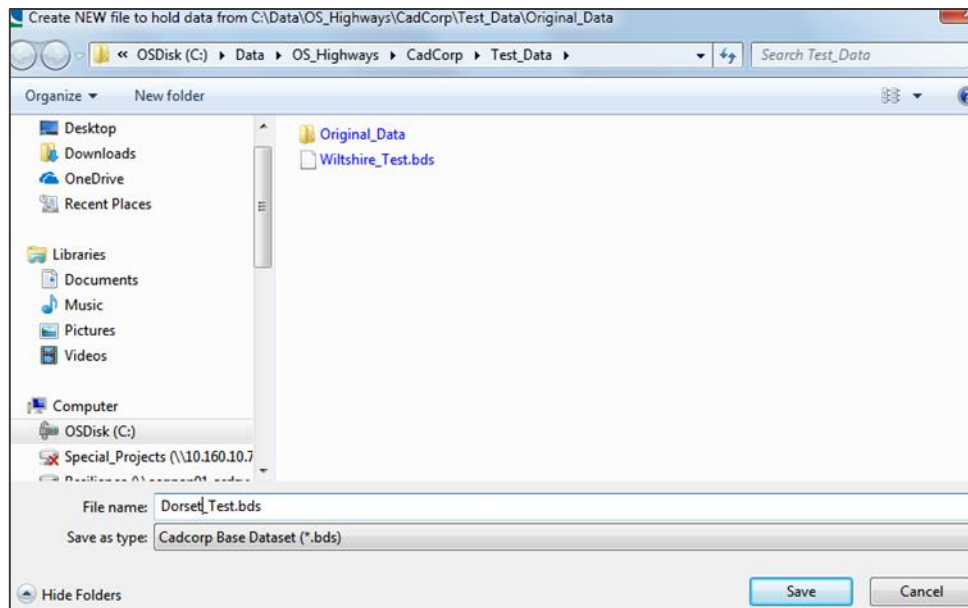 Create NEW file to hold data from C:\Data\OS_Highways\CadCorp\Test_Data\Original_Data
« OSDisk (C:) ▸ Data ▸ OS_Highways ▸ CadCorp ▸ Test_Data ▸
Search Test_Data
Organize ▾ New folder
Desktop
Downloads
OneDrive
Recent Places
Libraries
Documents
Music
Pictures
Videos
Computer
OSDisk (C:)
Special_Projects (\\10.160.10.7
Original_Data
Wiltshire_Test.bds
File name: Dorset_Test.bds
Save as type: Cadcorp Base Dataset (*.bds)
Hide Folders
Save Cancel